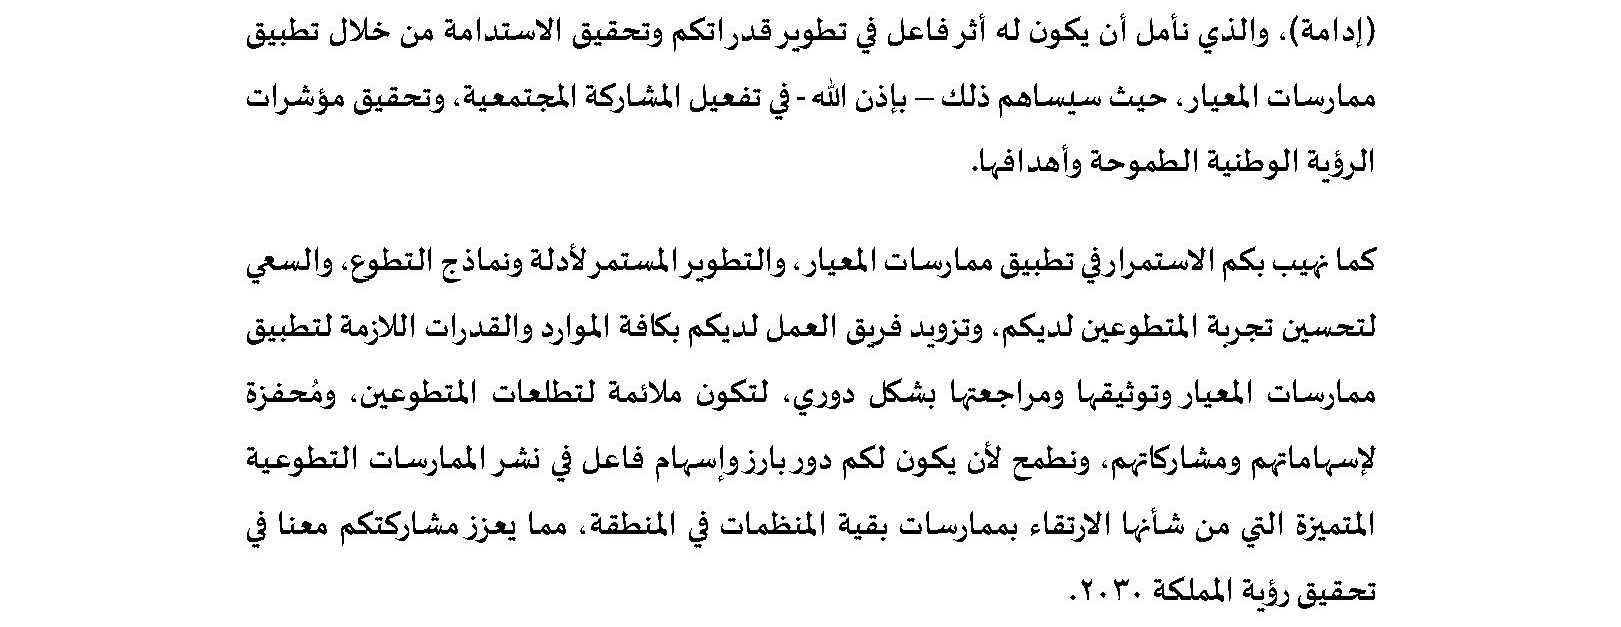 (إدامة)، والذي نأمل أن يكون له أثر فاعل في تطوير قدراتكم وتحقيق الاستدامة من خلال تطبيق
ممارسات المعيار، حيث سيساهم ذلك – بإذن الله - في تفعيل المشاركة المجتمعية، وتحقيق مؤشرات
الرؤية الوطنية الطموحة وأهدافها.
كما نهيب بكم الاستمرار في تطبيق ممارسات المعيار، والتطوير المستمر لأدلة ونماذج التطوع، والسعي
لتحسين تجربة المتطوعين لديكم، وتزويد فريق العمل لديكم بكافة الموارد والقدرات اللازمة لتطبيق
ممارسات المعيار وتوثيقها ومراجعتها بشكل دوري، لتكون ملائمة لتطلعات المتطوعين، ومُحفزة
لإسهاماتهم ومشاركاتهم، ونطمح لأن يكون لكم دور بارز وإسهام فاعل في نشر الممارسات التطوعية
المتميزة التي من شأنها الارتقاء بممارسات بقية المنظمات في المنطقة، مما يعزز مشاركتكم معنا في
تحقيق رؤية المملكة ٢٠٣٠.